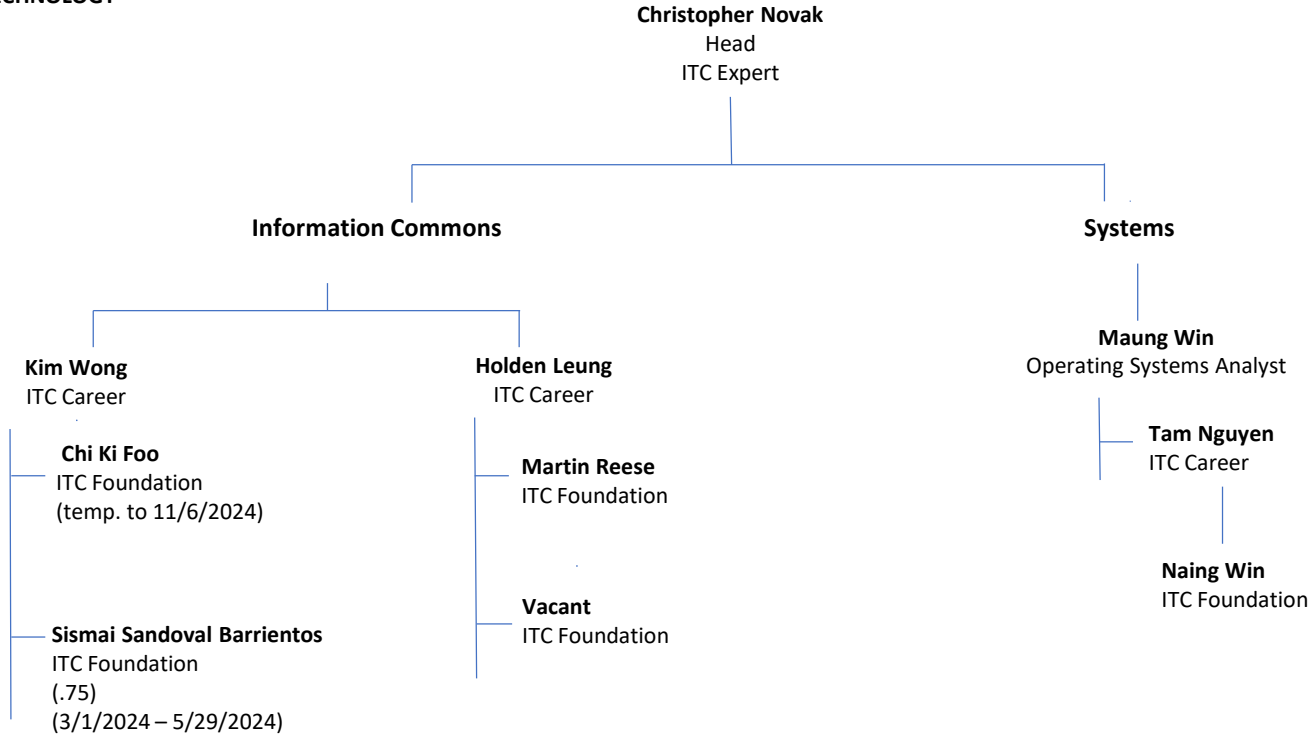 Christopher Novak
Head
ITC Expert
Information Commons
Systems
Kim Wong
ITC Career
Chi Ki Foo
ITC Foundation
(temp. to 11/6/2024)
Sismai Sandoval Barrientos
ITC Foundation
(.75)
(3/1/2024 – 5/29/2024)
Holden Leung
ITC Career
Martin Reese
ITC Foundation
Vacant
ITC Foundation
Maung Win
Operating Systems Analyst
Tam Nguyen
ITC Career
Naing Win
ITC Foundation